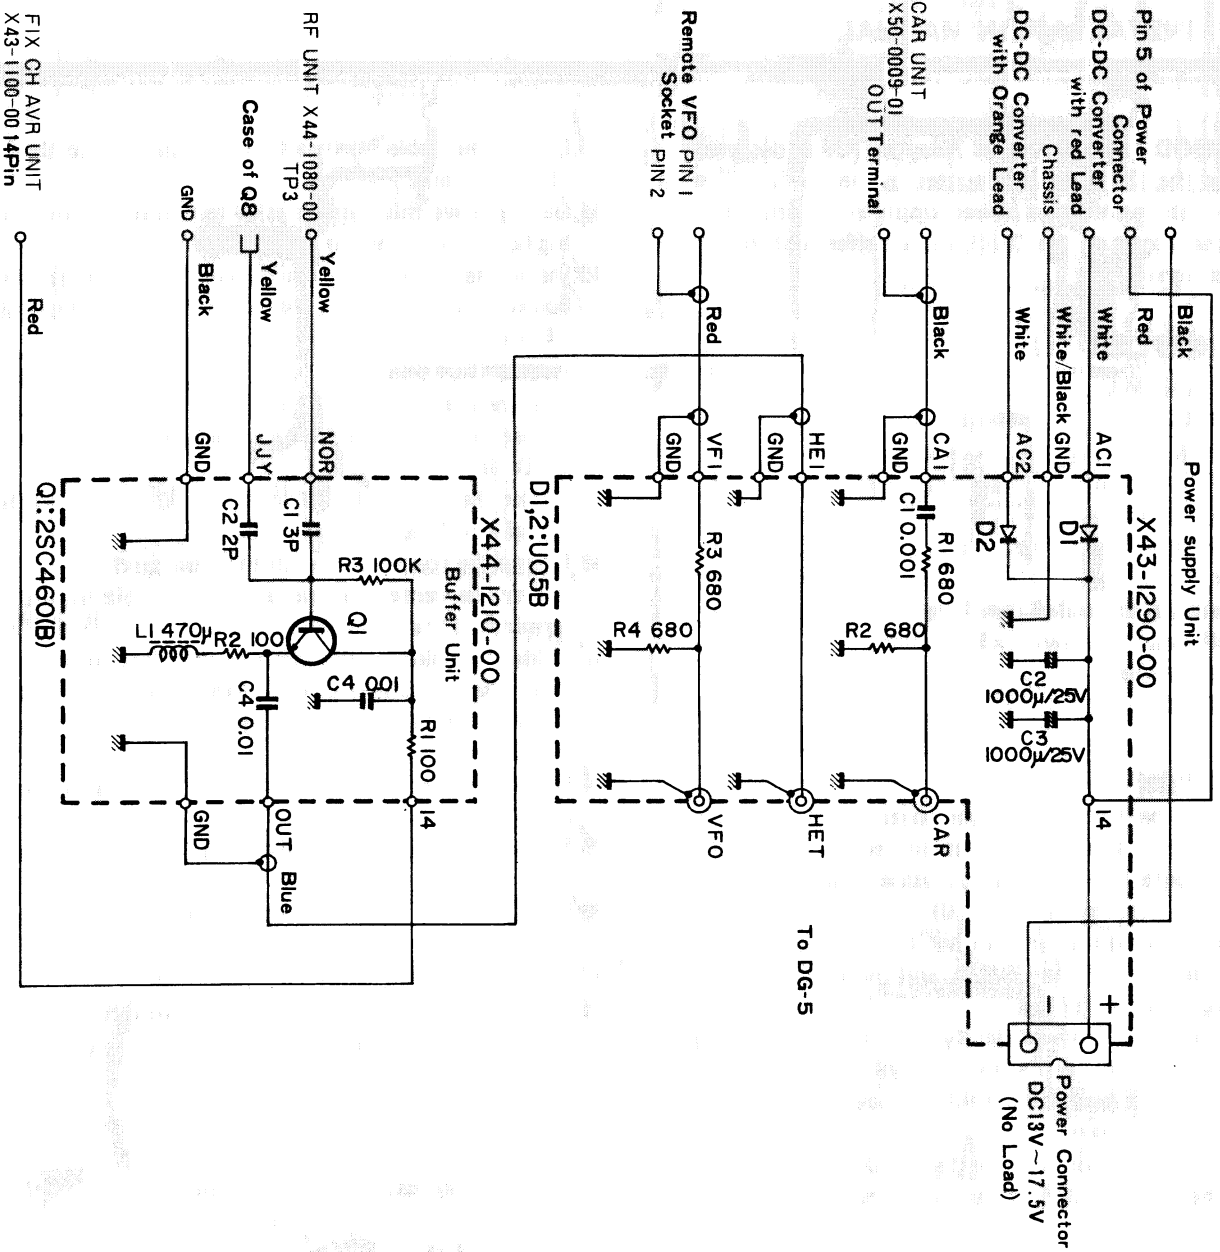 Pin 5 of Power
Connector
DC-DC Converter
with red Lead
Chassis
DC-DC Converter
with Orange Lead
CAR UNIT
X50-0009-01
OUT Terminal
Remote VFO PIN 1
Socket PIN 2
RF UNIT X44-1080-00
TP3
Case of Q8
GND
FIX CH AVR UNIT
X43-1100-00 14Pin
Black
Red
White
White/Black
White
Black
Red
Yellow
Yellow
Black
Red
Power supply Unit
X43-1290-00
AC1
GND
AC2
CA1
GND
HE1
GND
VF1
GND
D1
D2
C1 0.001
R1 680
R2 680
R3 680
R4 680
C2
1000μ/25V
C3
1000μ/25V
D1,2:U05B
14
CAR
HET
VFO
To DG-5
+
−
Power Connector
DC13V~17.5V
(No Load)
X44-1210-00
Buffer Unit
NOR
JJY
GND
C1 3P
C2 2P
R3 100K
Q1
L1 470μ
R2 100
C4 0.01
C4 0.01
R1 100
14
OUT
GND
Blue
Q1:2SC460(B)